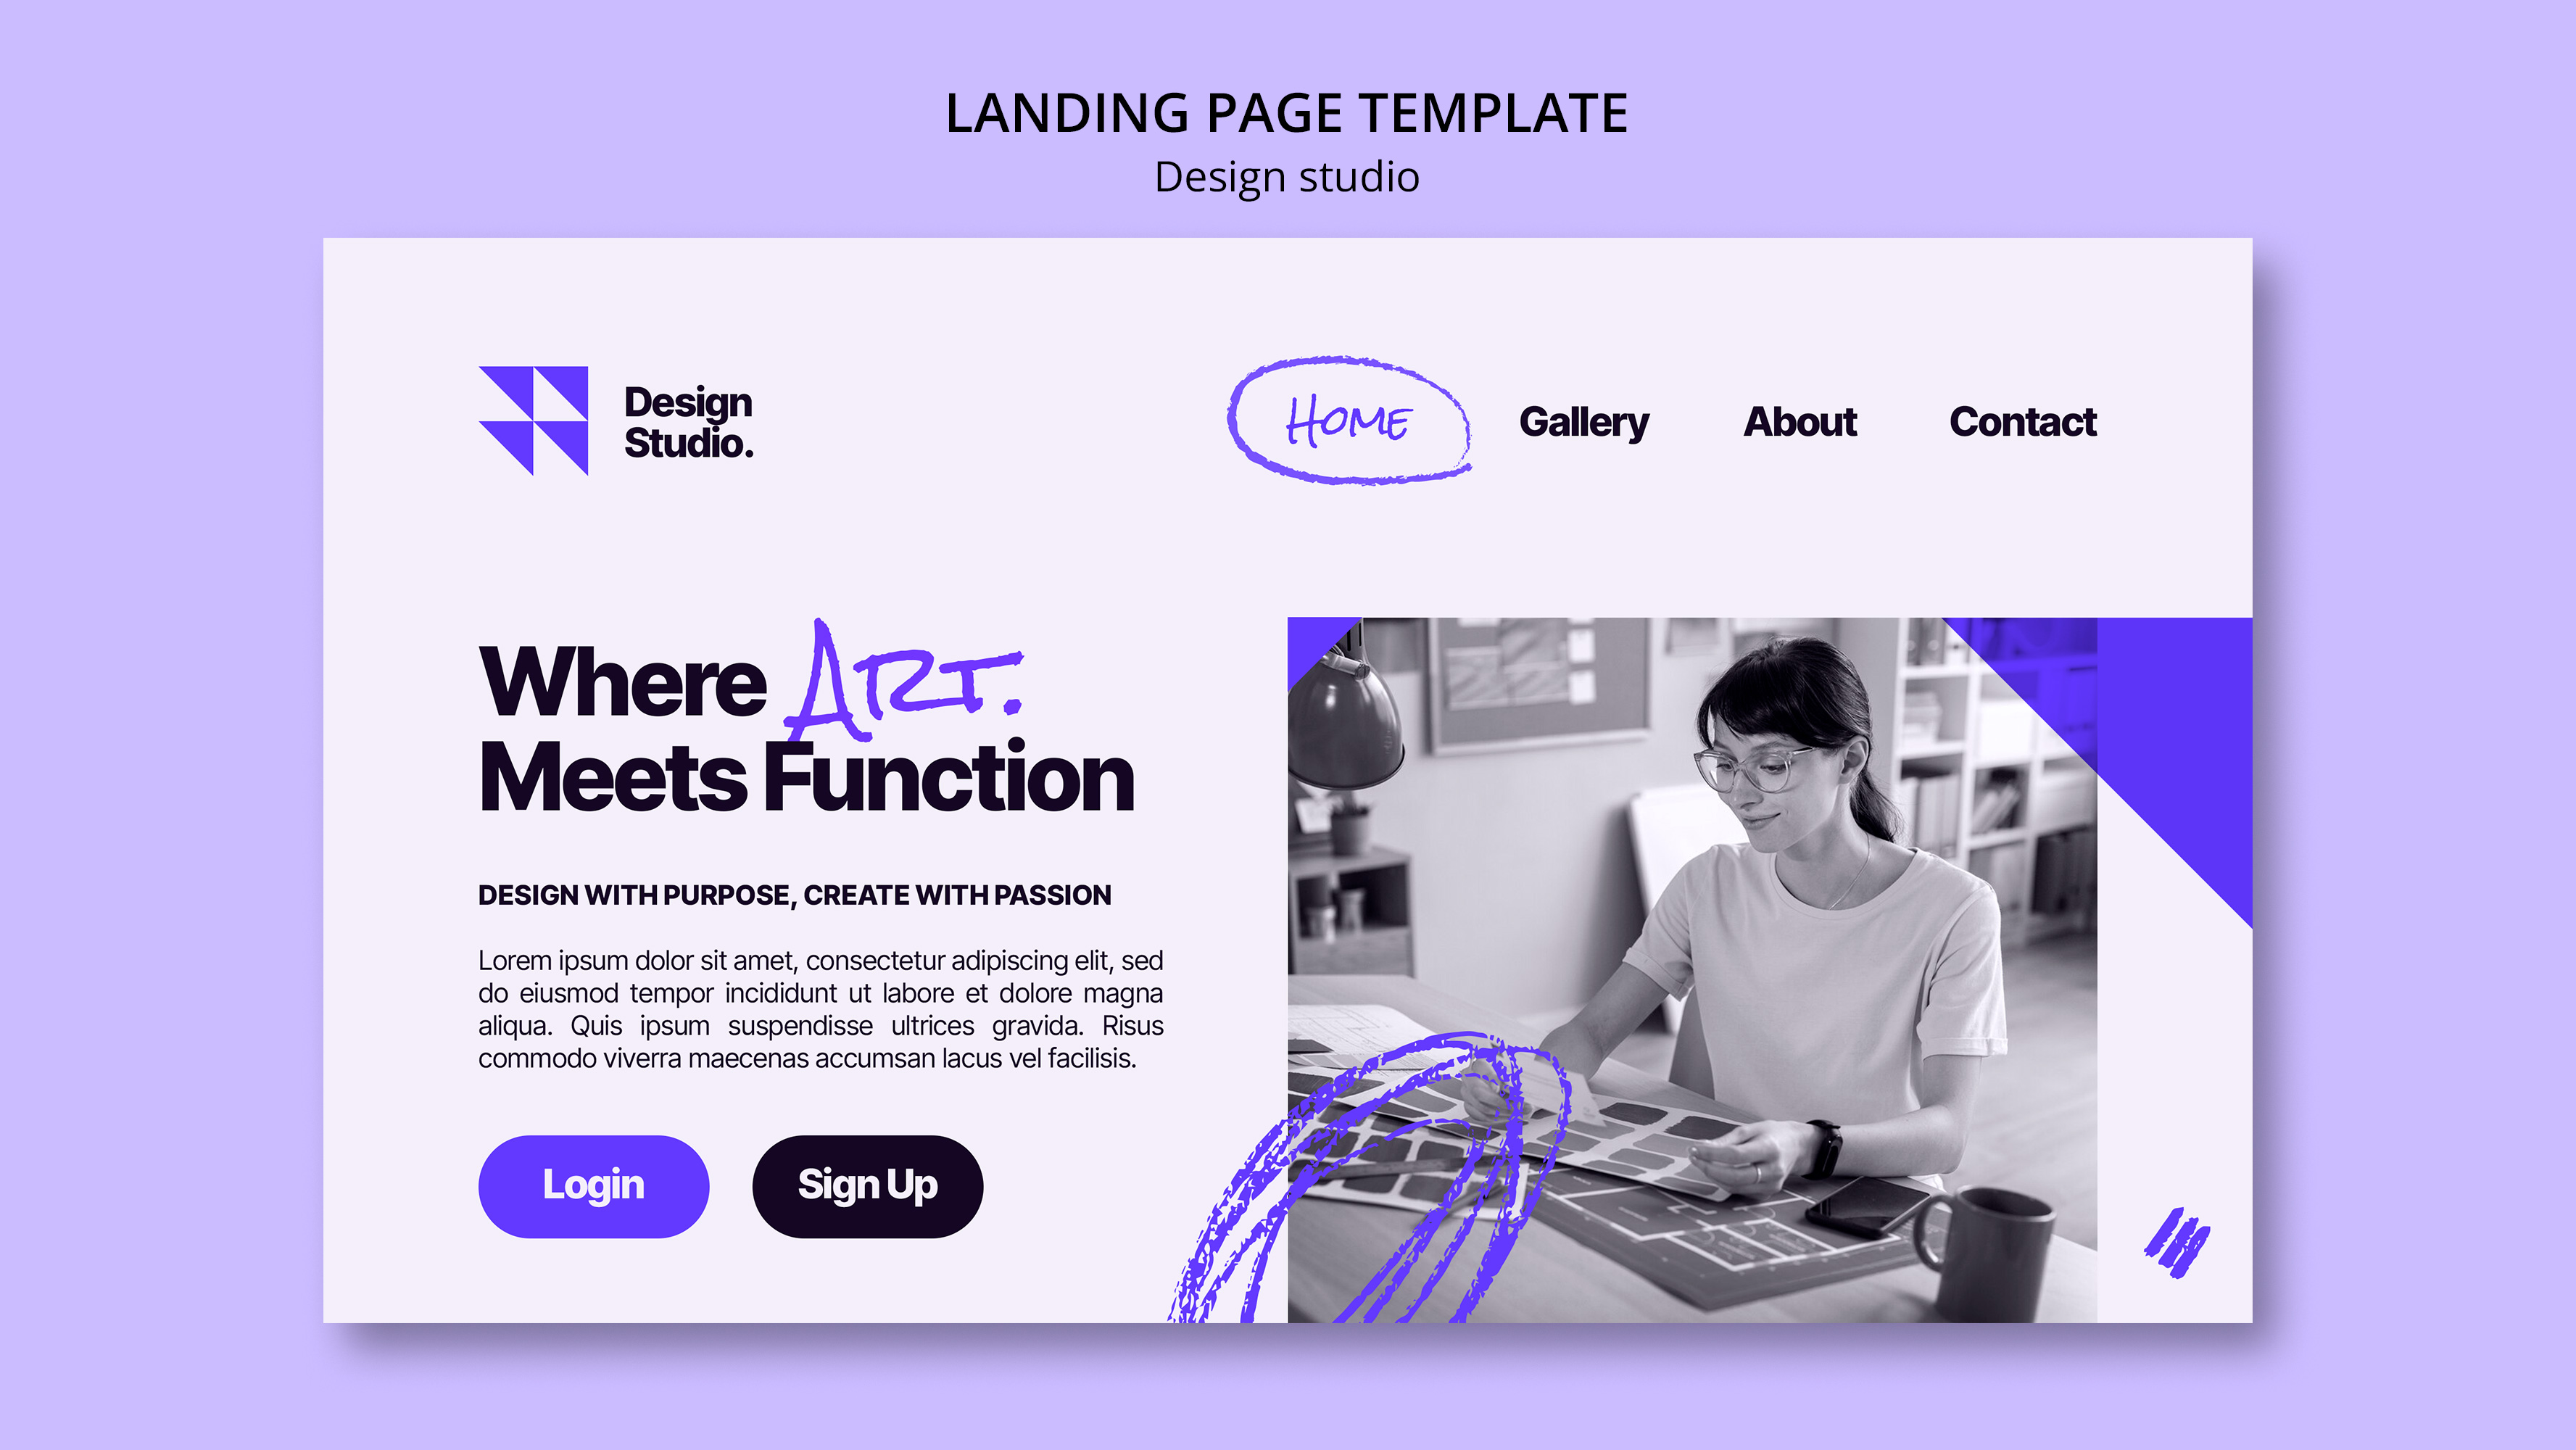 LANDING PAGE TEMPLATE
Design studio
Design
Studio.
HOME Gallery About Contact
Where ART.
Meets Function
DESIGN WITH PURPOSE, CREATE WITH PASSION
Lorem ipsum dolor sit amet, consectetur adipiscing elit, sed
do eiusmod tempor incididunt ut labore et dolore magna
aliqua. Quis ipsum suspendisse ultrices gravida. Risus
commodo viverra maecenas accumsan lacus vel facilisis.
Login Sign Up